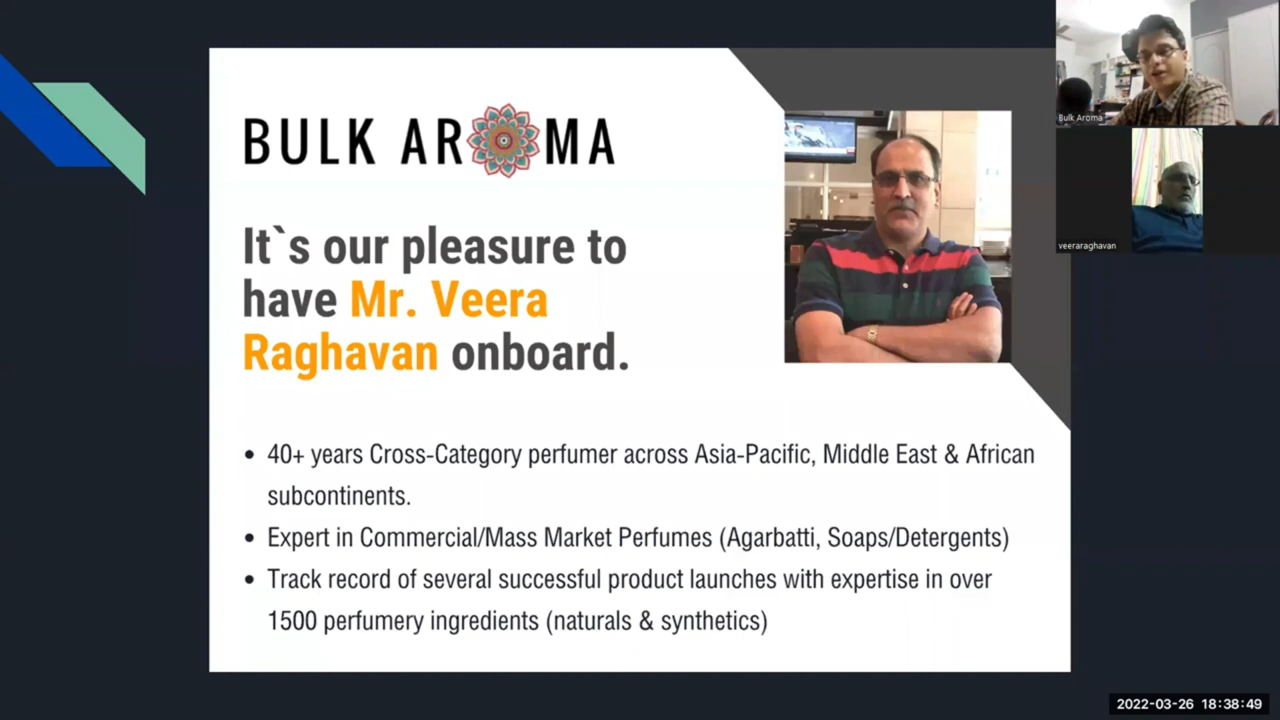 BULK AROMA
It`s our pleasure to
have Mr. Veera
Raghavan onboard.
• 40+ years Cross-Category perfumer across Asia-Pacific, Middle East & African
subcontinents.
• Expert in Commercial/Mass Market Perfumes (Agarbatti, Soaps/Detergents)
• Track record of several successful product launches with expertise in over
1500 perfumery ingredients (naturals & synthetics)
Bulk Aroma
veeraraghavan
2022-03-26 18:38:49